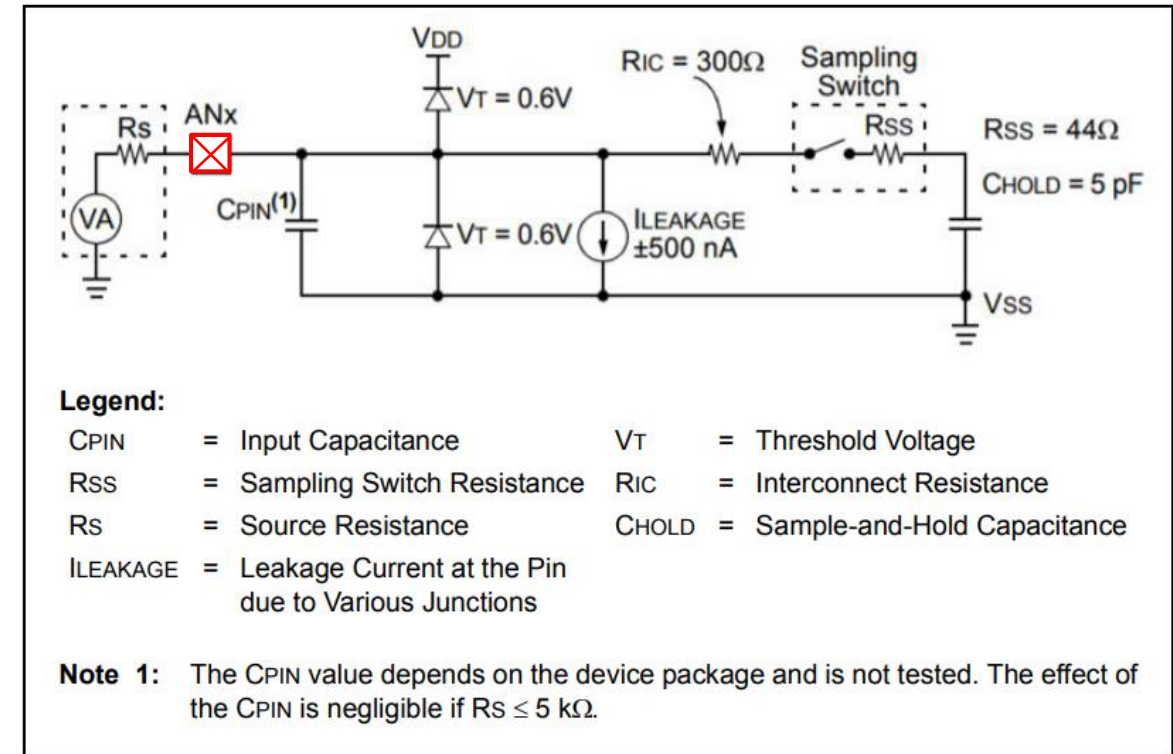 VDD
RIC = 300Ω
Sampling
Switch
VT = 0.6V
Rs
ANx
RSS
RSS = 44Ω
CHOLD = 5 pF
VA
CPIN(1)
VT = 0.6V
ILEAKAGE
±500 nA
VSS
Legend:
CPIN = Input Capacitance VT = Threshold Voltage
RSS = Sampling Switch Resistance RIC = Interconnect Resistance
RS = Source Resistance CHOLD = Sample-and-Hold Capacitance
ILEAKAGE = Leakage Current at the Pin
due to Various Junctions
Note 1: The CPIN value depends on the device package and is not tested. The effect of
the CPIN is negligible if RS ≤ 5 kΩ.